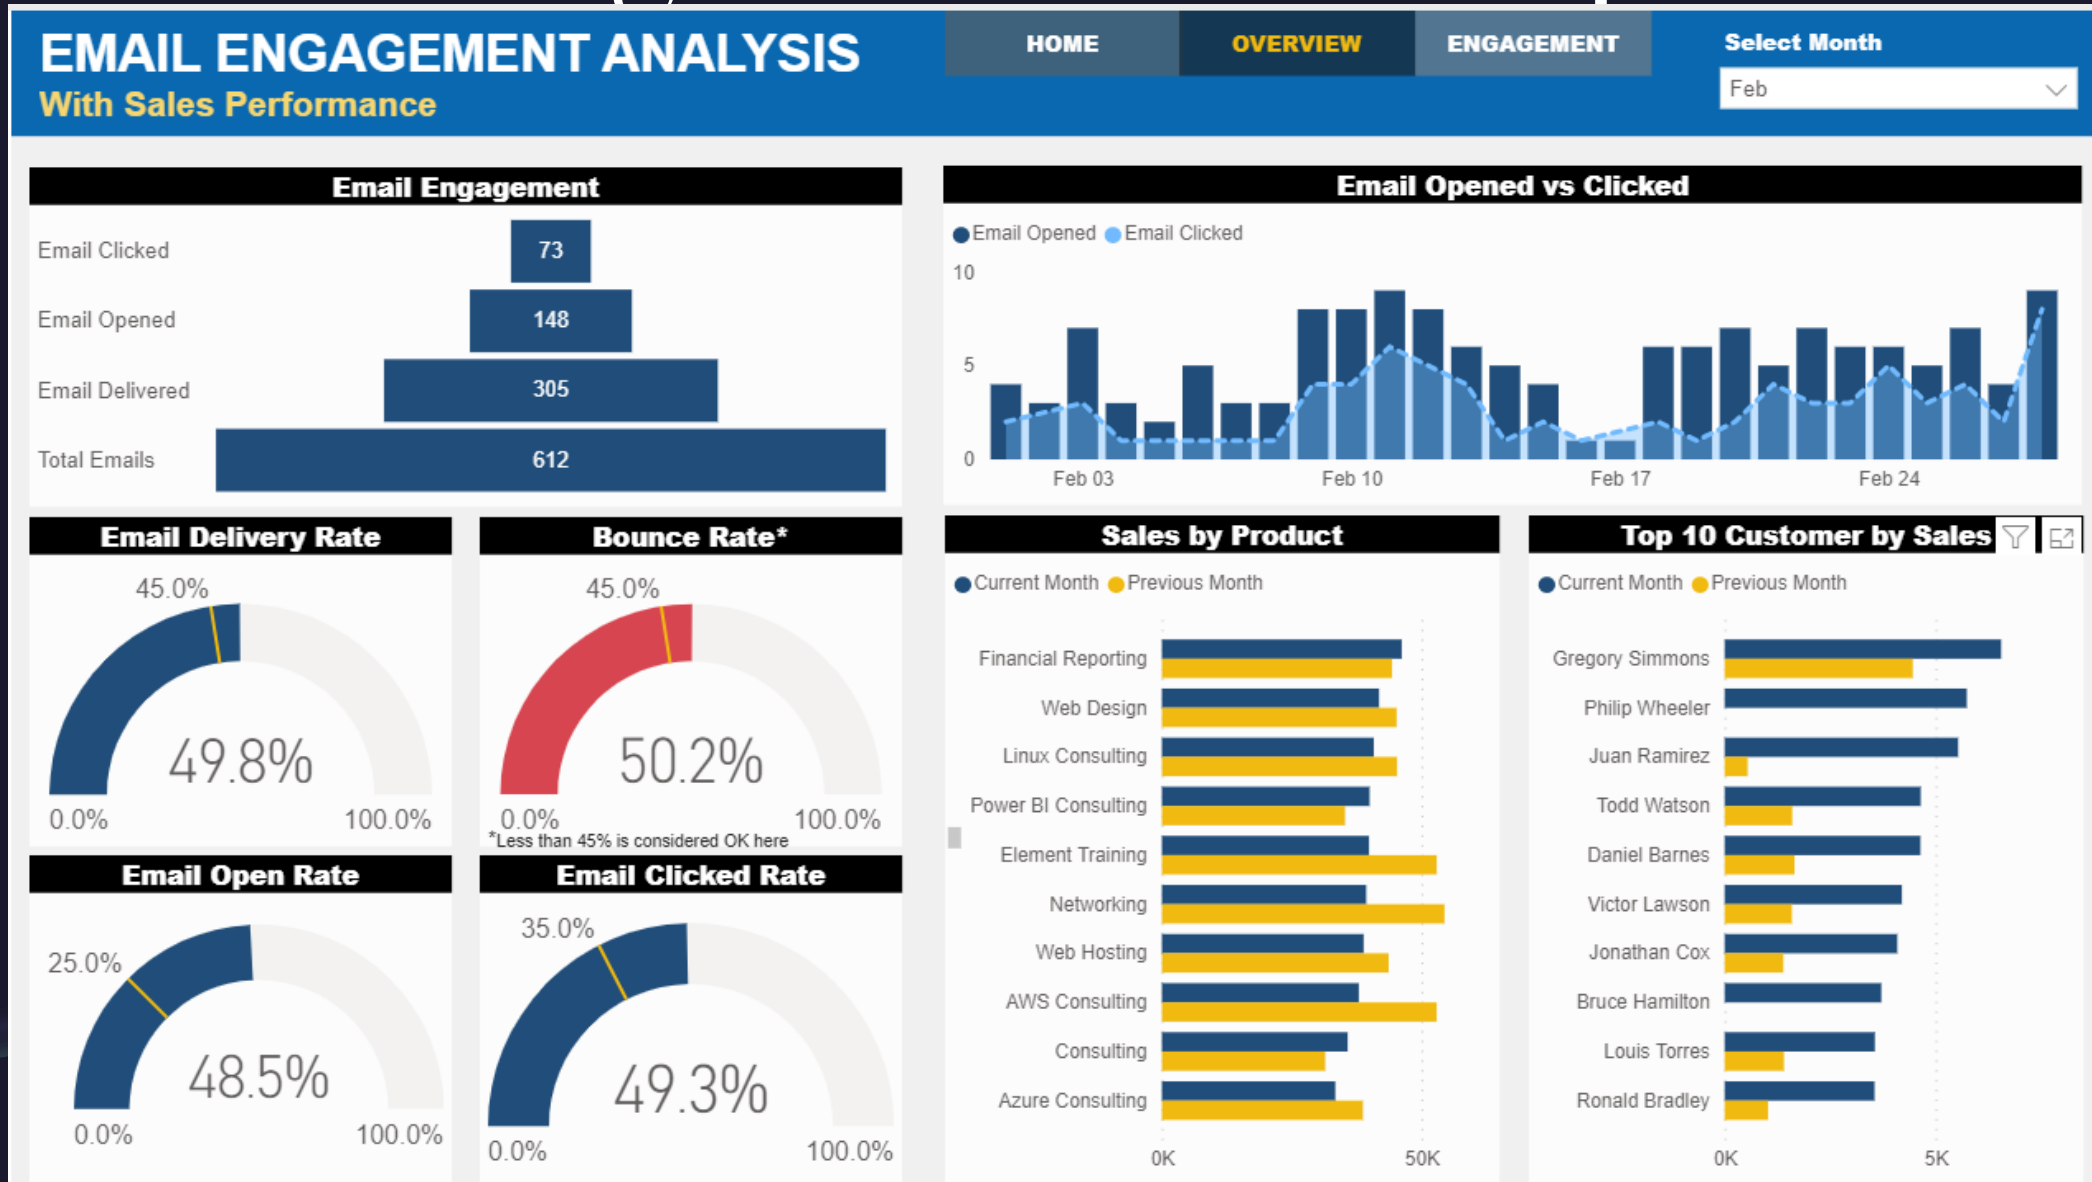 EMAIL ENGAGEMENT ANALYSIS
With Sales Performance
HOME
OVERVIEW
ENGAGEMENT
Select Month
Feb
Email Engagement
Email Clicked
73
Email Opened
148
Email Delivered
305
Total Emails
612
Email Opened vs Clicked
Email Opened
Email Clicked
10
5
0
Feb 03
Feb 10
Feb 17
Feb 24
Email Delivery Rate
45.0%
49.8%
0.0%
100.0%
Bounce Rate*
45.0%
50.2%
0.0%
100.0%
*Less than 45% is considered OK here
Email Open Rate
25.0%
48.5%
0.0%
100.0%
Email Clicked Rate
35.0%
49.3%
0.0%
100.0%
Sales by Product
Current Month
Previous Month
Financial Reporting
Web Design
Linux Consulting
Power BI Consulting
Element Training
Networking
Web Hosting
AWS Consulting
Consulting
Azure Consulting
0K
50K
Top 10 Customer by Sales
Current Month
Previous Month
Gregory Simmons
Philip Wheeler
Juan Ramirez
Todd Watson
Daniel Barnes
Victor Lawson
Jonathan Cox
Bruce Hamilton
Louis Torres
Ronald Bradley
0K
5K